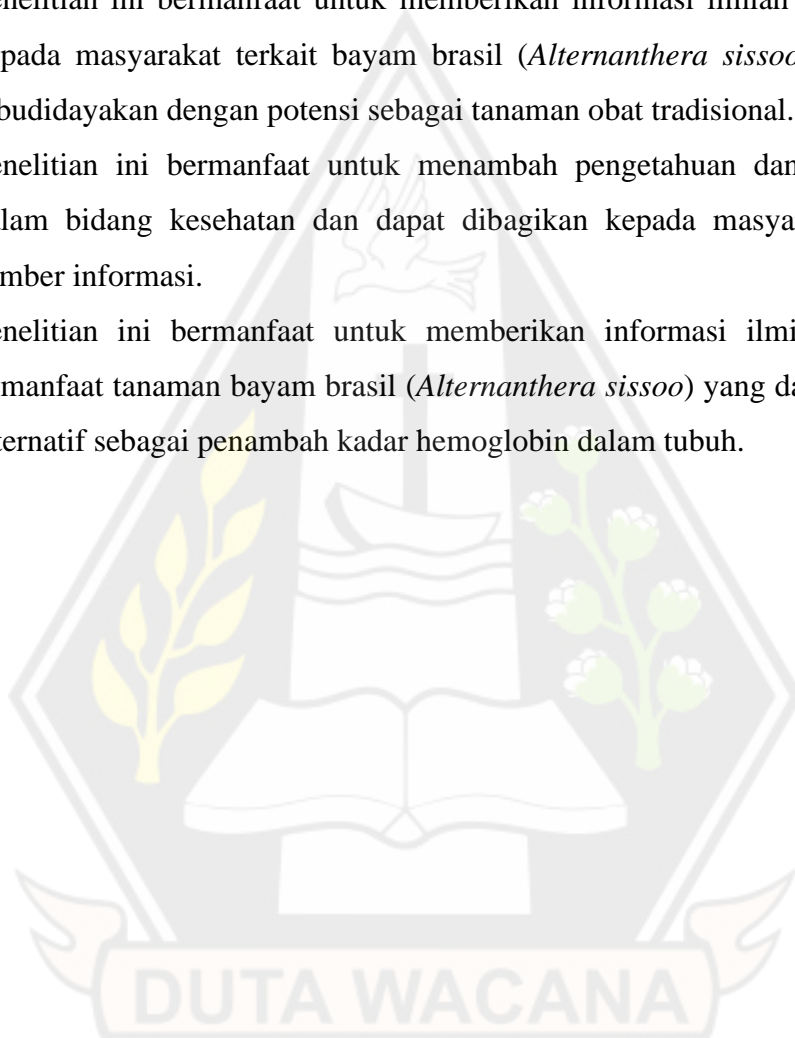 enelitian ini bermanfaat untuk memberikan informasi ilmiah
pada masyarakat terkait bayam brasil (Alternanthera sissoo
budidayakan dengan potensi sebagai tanaman obat tradisional.
enelitian ini bermanfaat untuk menambah pengetahuan dan
lam bidang kesehatan dan dapat dibagikan kepada masya
mber informasi.
enelitian ini bermanfaat untuk memberikan informasi ilmi
manfaat tanaman bayam brasil (Alternanthera sissoo) yang da
ternatif sebagai penambah kadar hemoglobin dalam tubuh.
DUTA WACANA